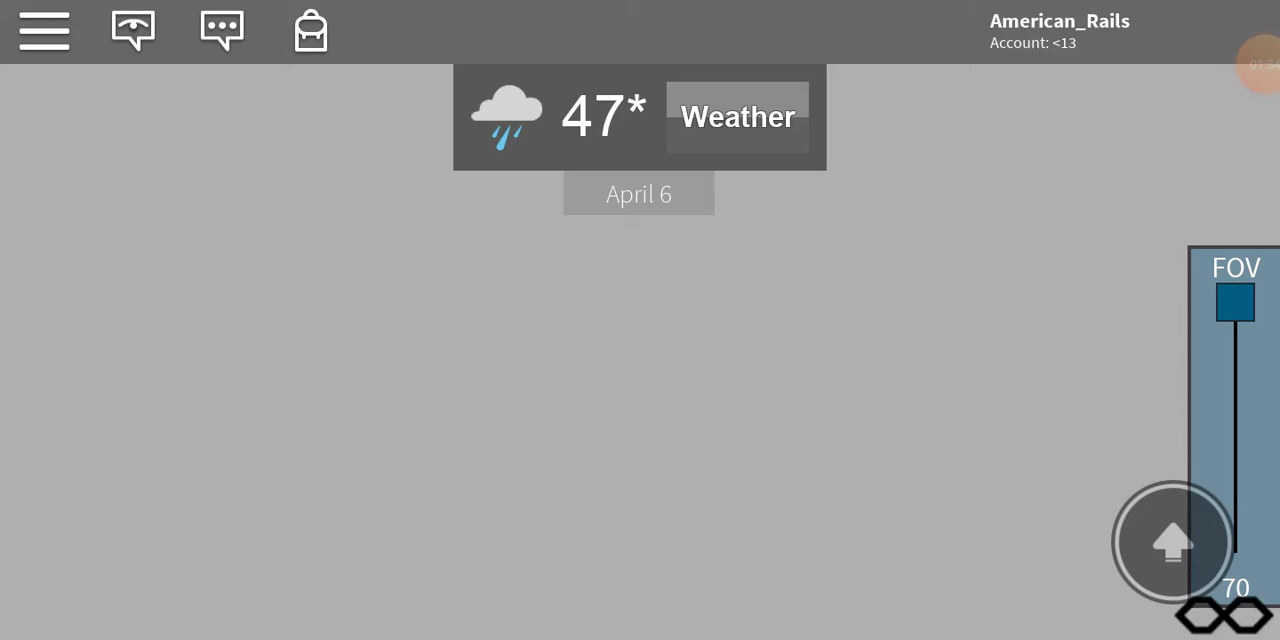 American_Rails
Account: <13
47*
Weather
April 6
FOV
70